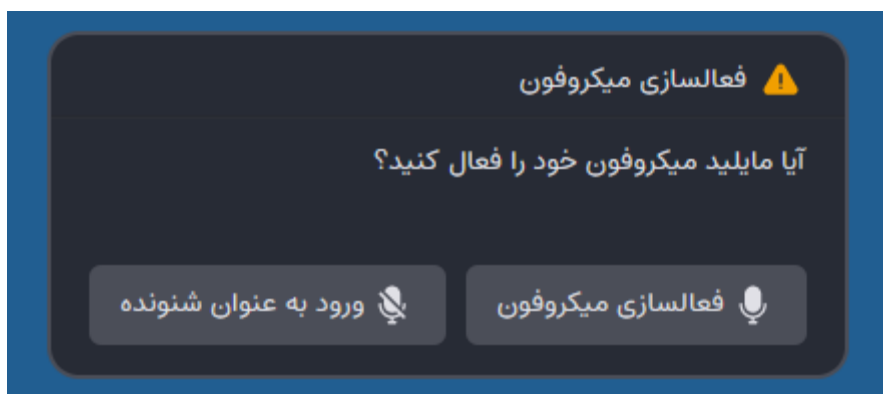 فعالسازی میکروفون
آیا مایلید میکروفون خود را فعال کنید؟
فعالسازی میکروفون
ورود به عنوان شنونده